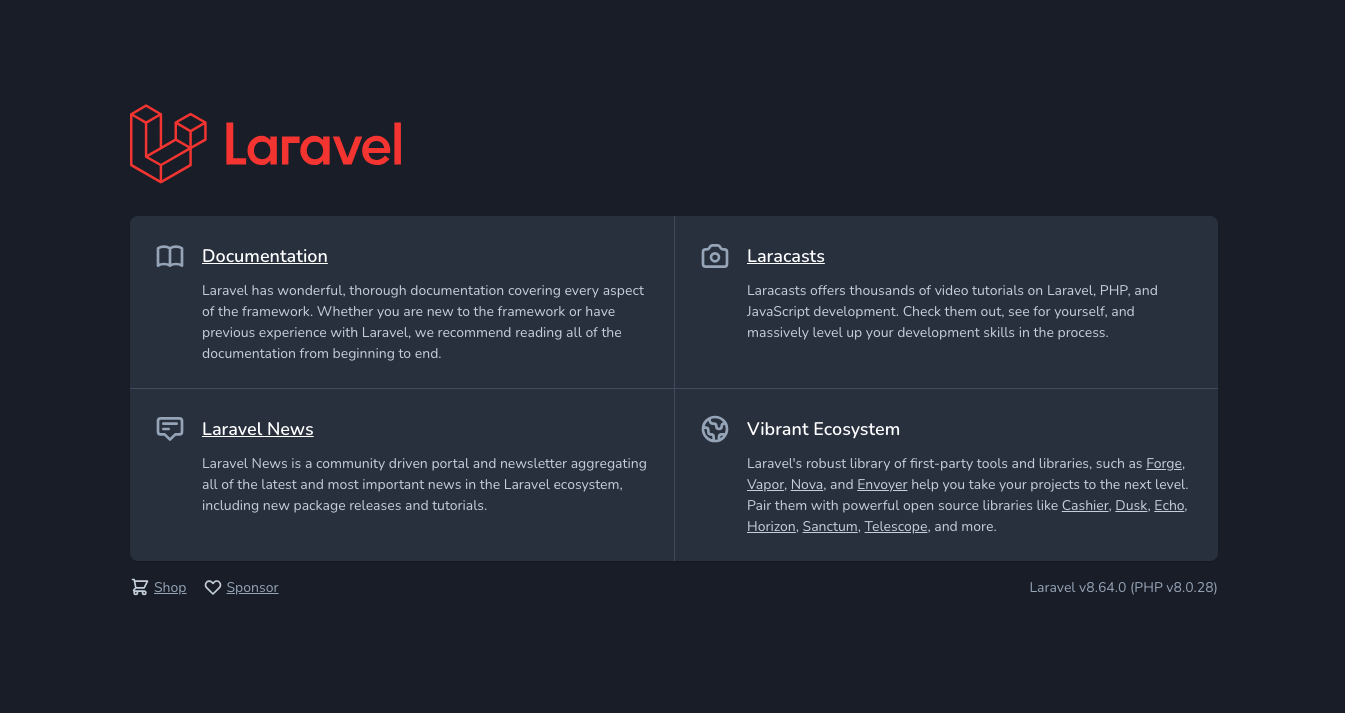 Laravel
Documentation
Laravel has wonderful, thorough documentation covering every aspect
of the framework. Whether you are new to the framework or have
previous experience with Laravel, we recommend reading all of the
documentation from beginning to end.
Laracasts
Laracasts offers thousands of video tutorials on Laravel, PHP, and
JavaScript development. Check them out, see for yourself, and
massively level up your development skills in the process.
Laravel News
Laravel News is a community driven portal and newsletter aggregating
all of the latest and most important news in the Laravel ecosystem,
including new package releases and tutorials.
Vibrant Ecosystem
Laravel's robust library of first-party tools and libraries, such as Forge,
Vapor, Nova, and Envoyer help you take your projects to the next level.
Pair them with powerful open source libraries like Cashier, Dusk, Echo,
Horizon, Sanctum, Telescope, and more.
Shop Sponsor
Laravel v8.64.0 (PHP v8.0.28)